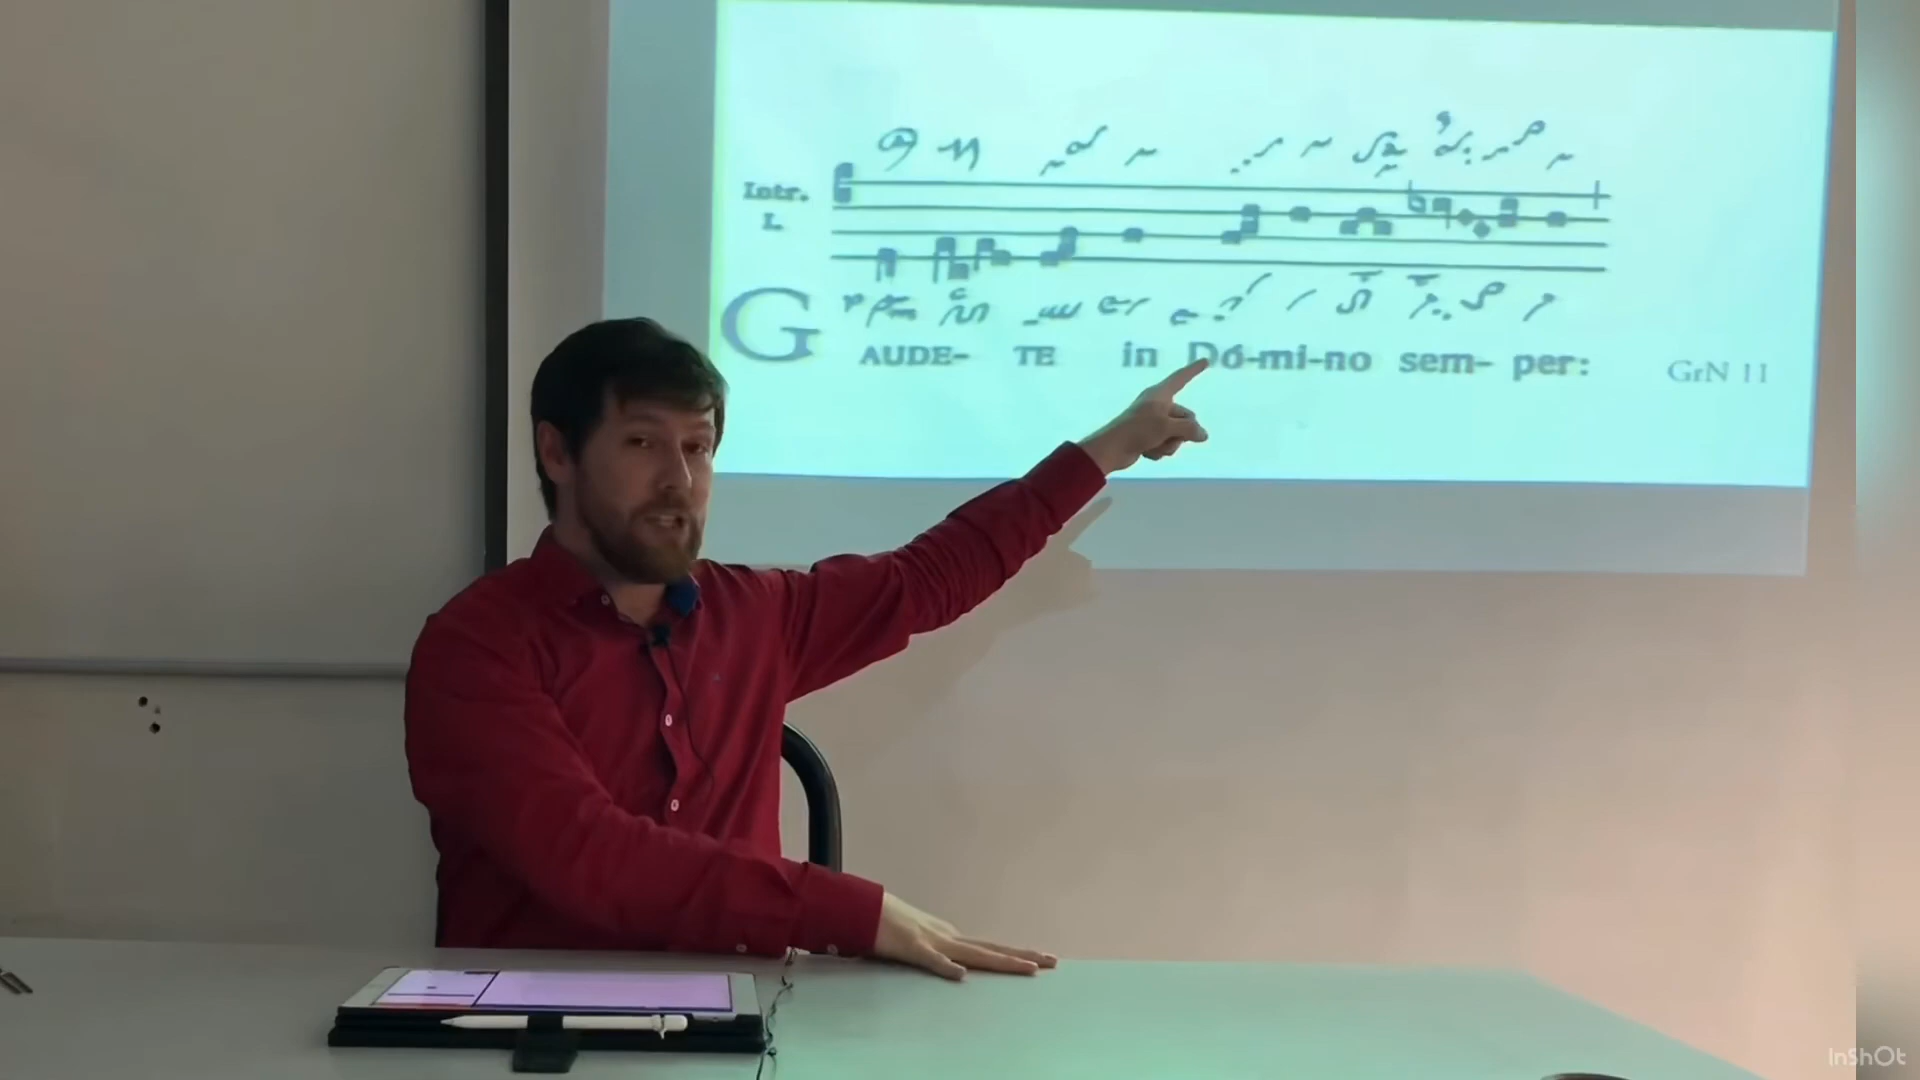 Intr.
I.
GAUDE- TE in Dó-mi-no sem- per:
GrN 11
InShOt